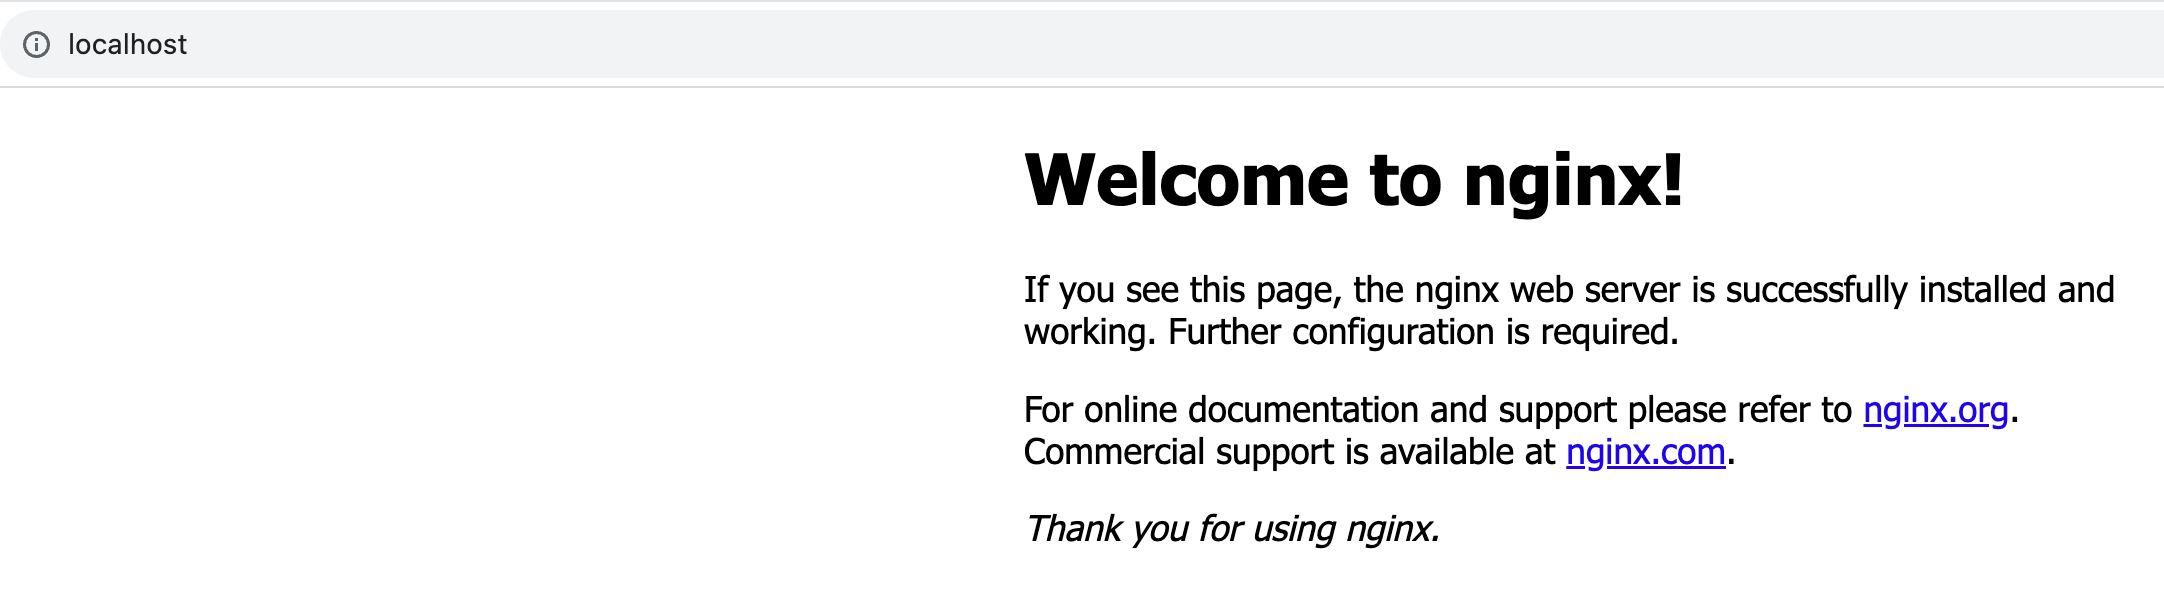 localhost
Welcome to nginx!
If you see this page, the nginx web server is successfully installed and
working. Further configuration is required.
For online documentation and support please refer to nginx.org.
Commercial support is available at nginx.com.
Thank you for using nginx.